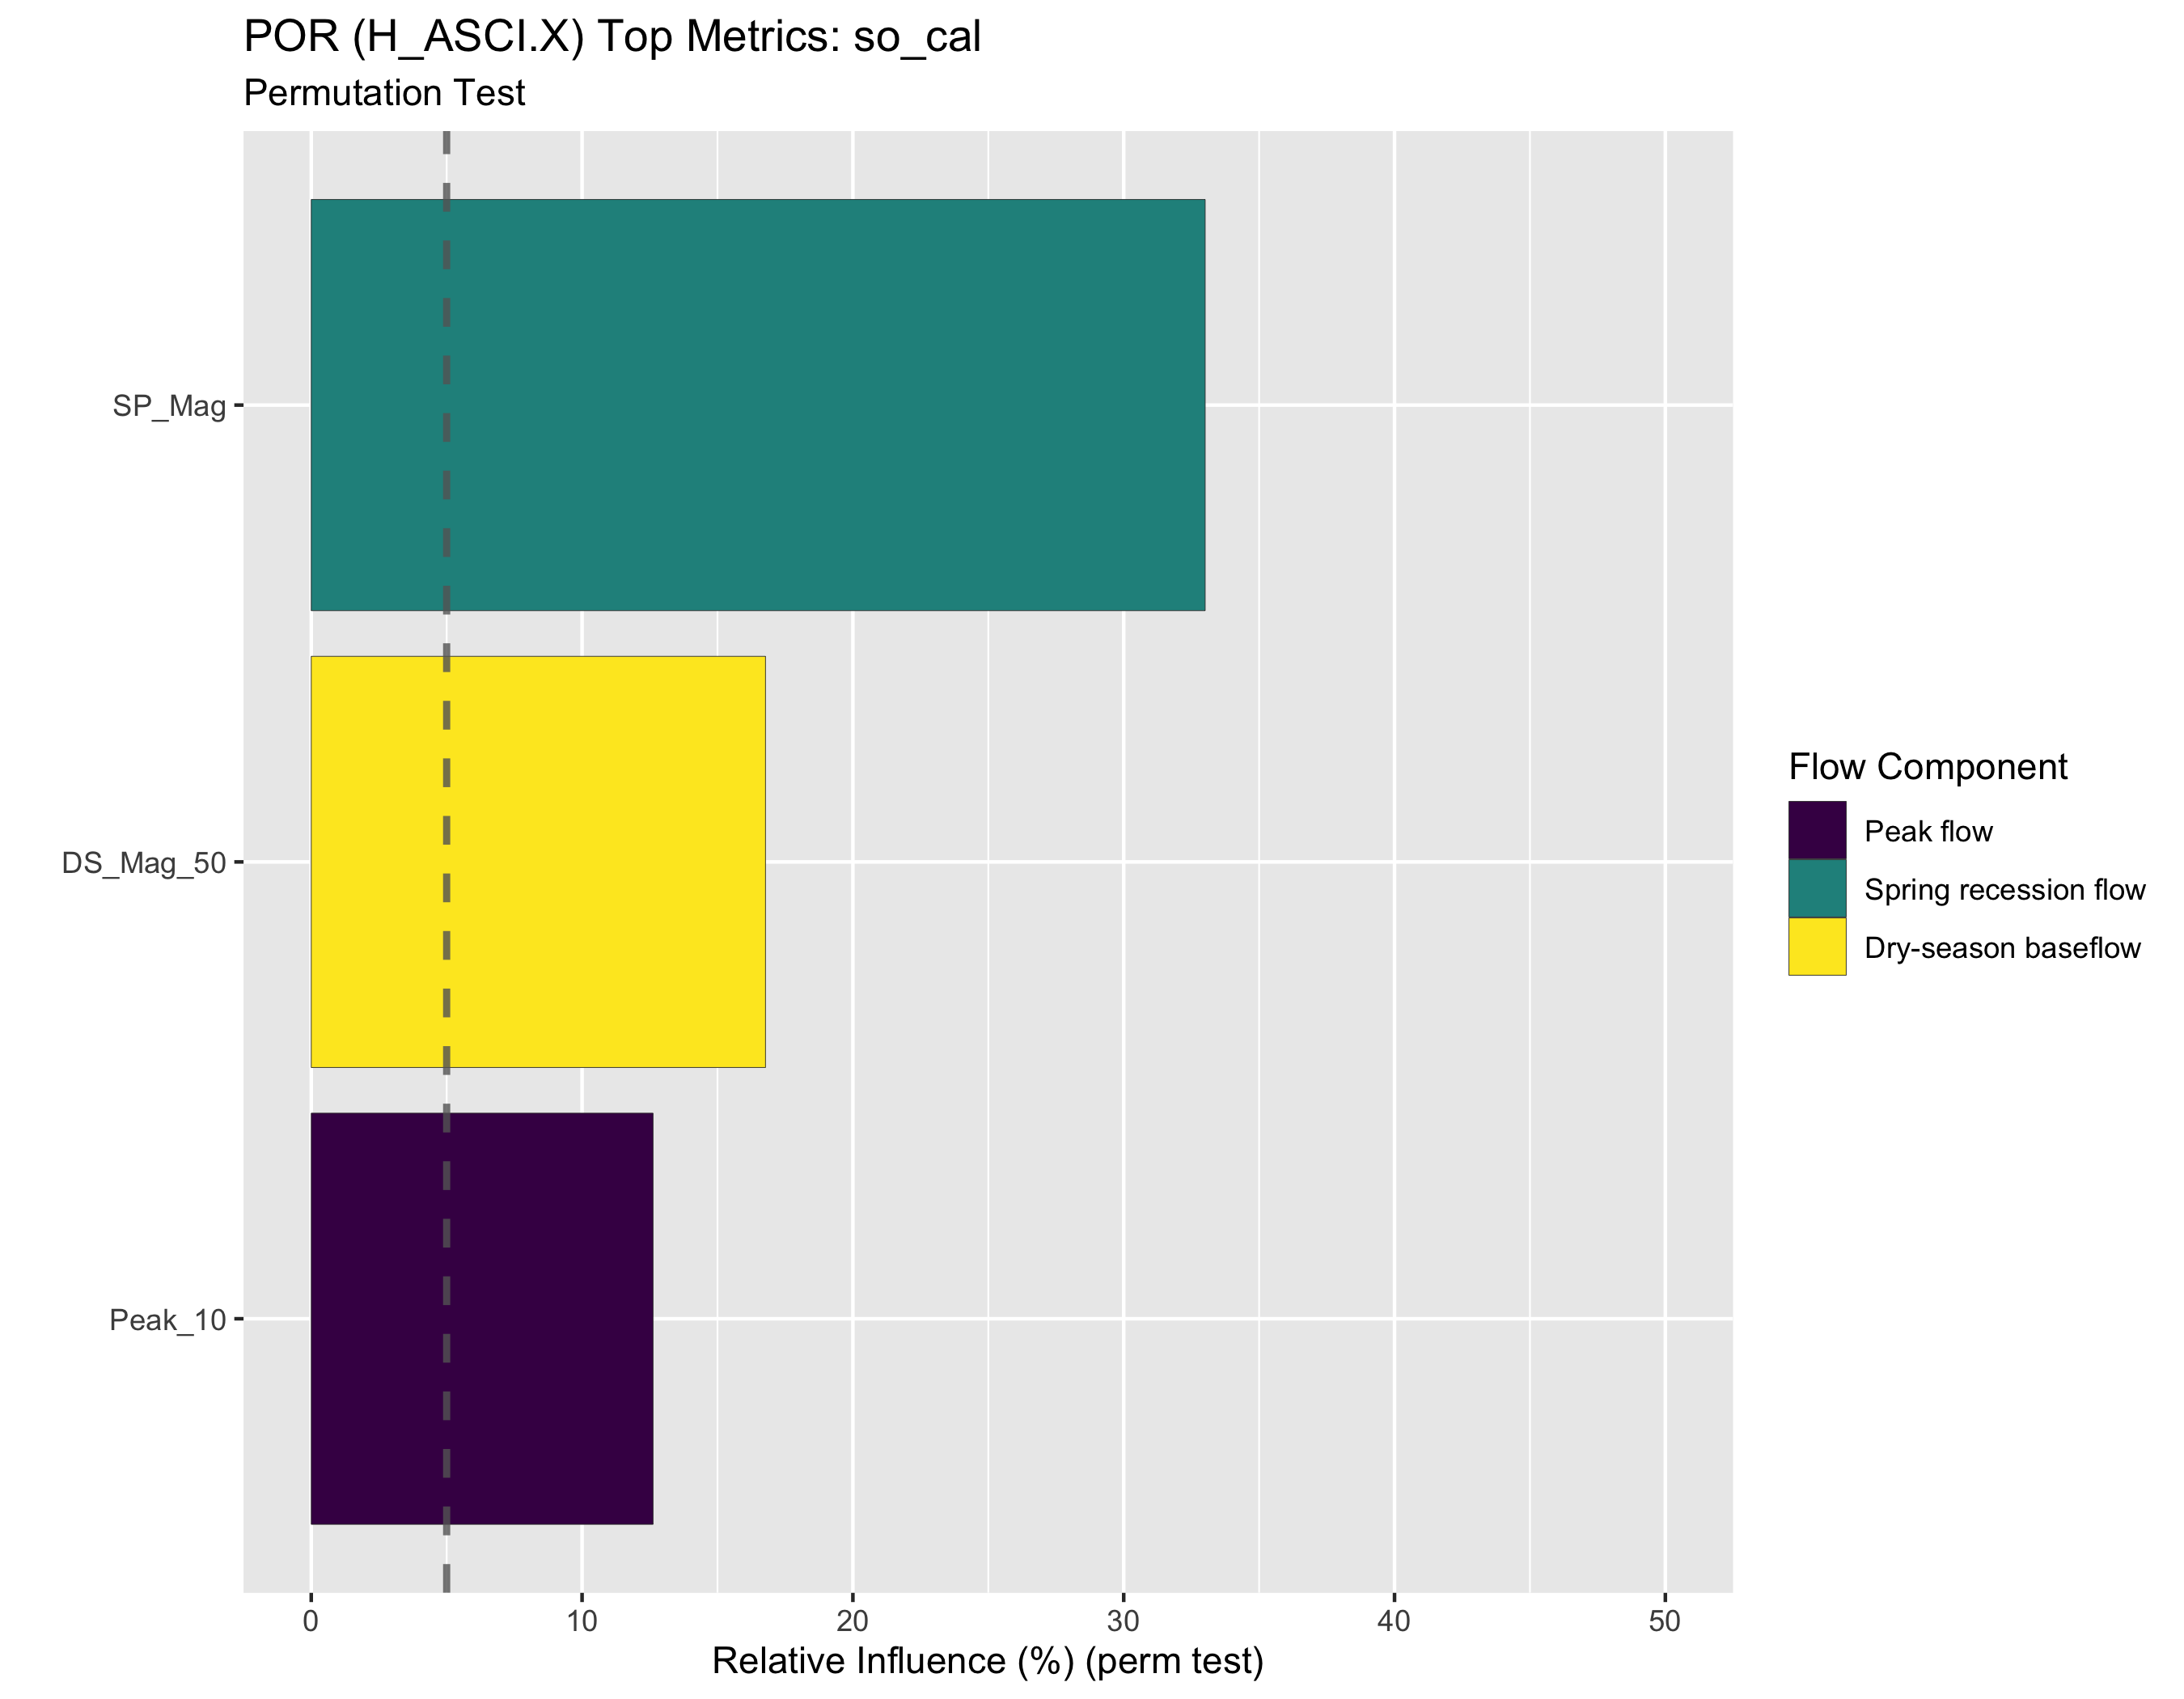 POR (H_ASCI.X) Top Metrics: so_cal
Permutation Test
SP_Mag
DS_Mag_50
Peak_10
0 10 20 30 40 50
Relative Influence (%) (perm test)
Flow Component
Peak flow
Spring recession flow
Dry-season baseflow